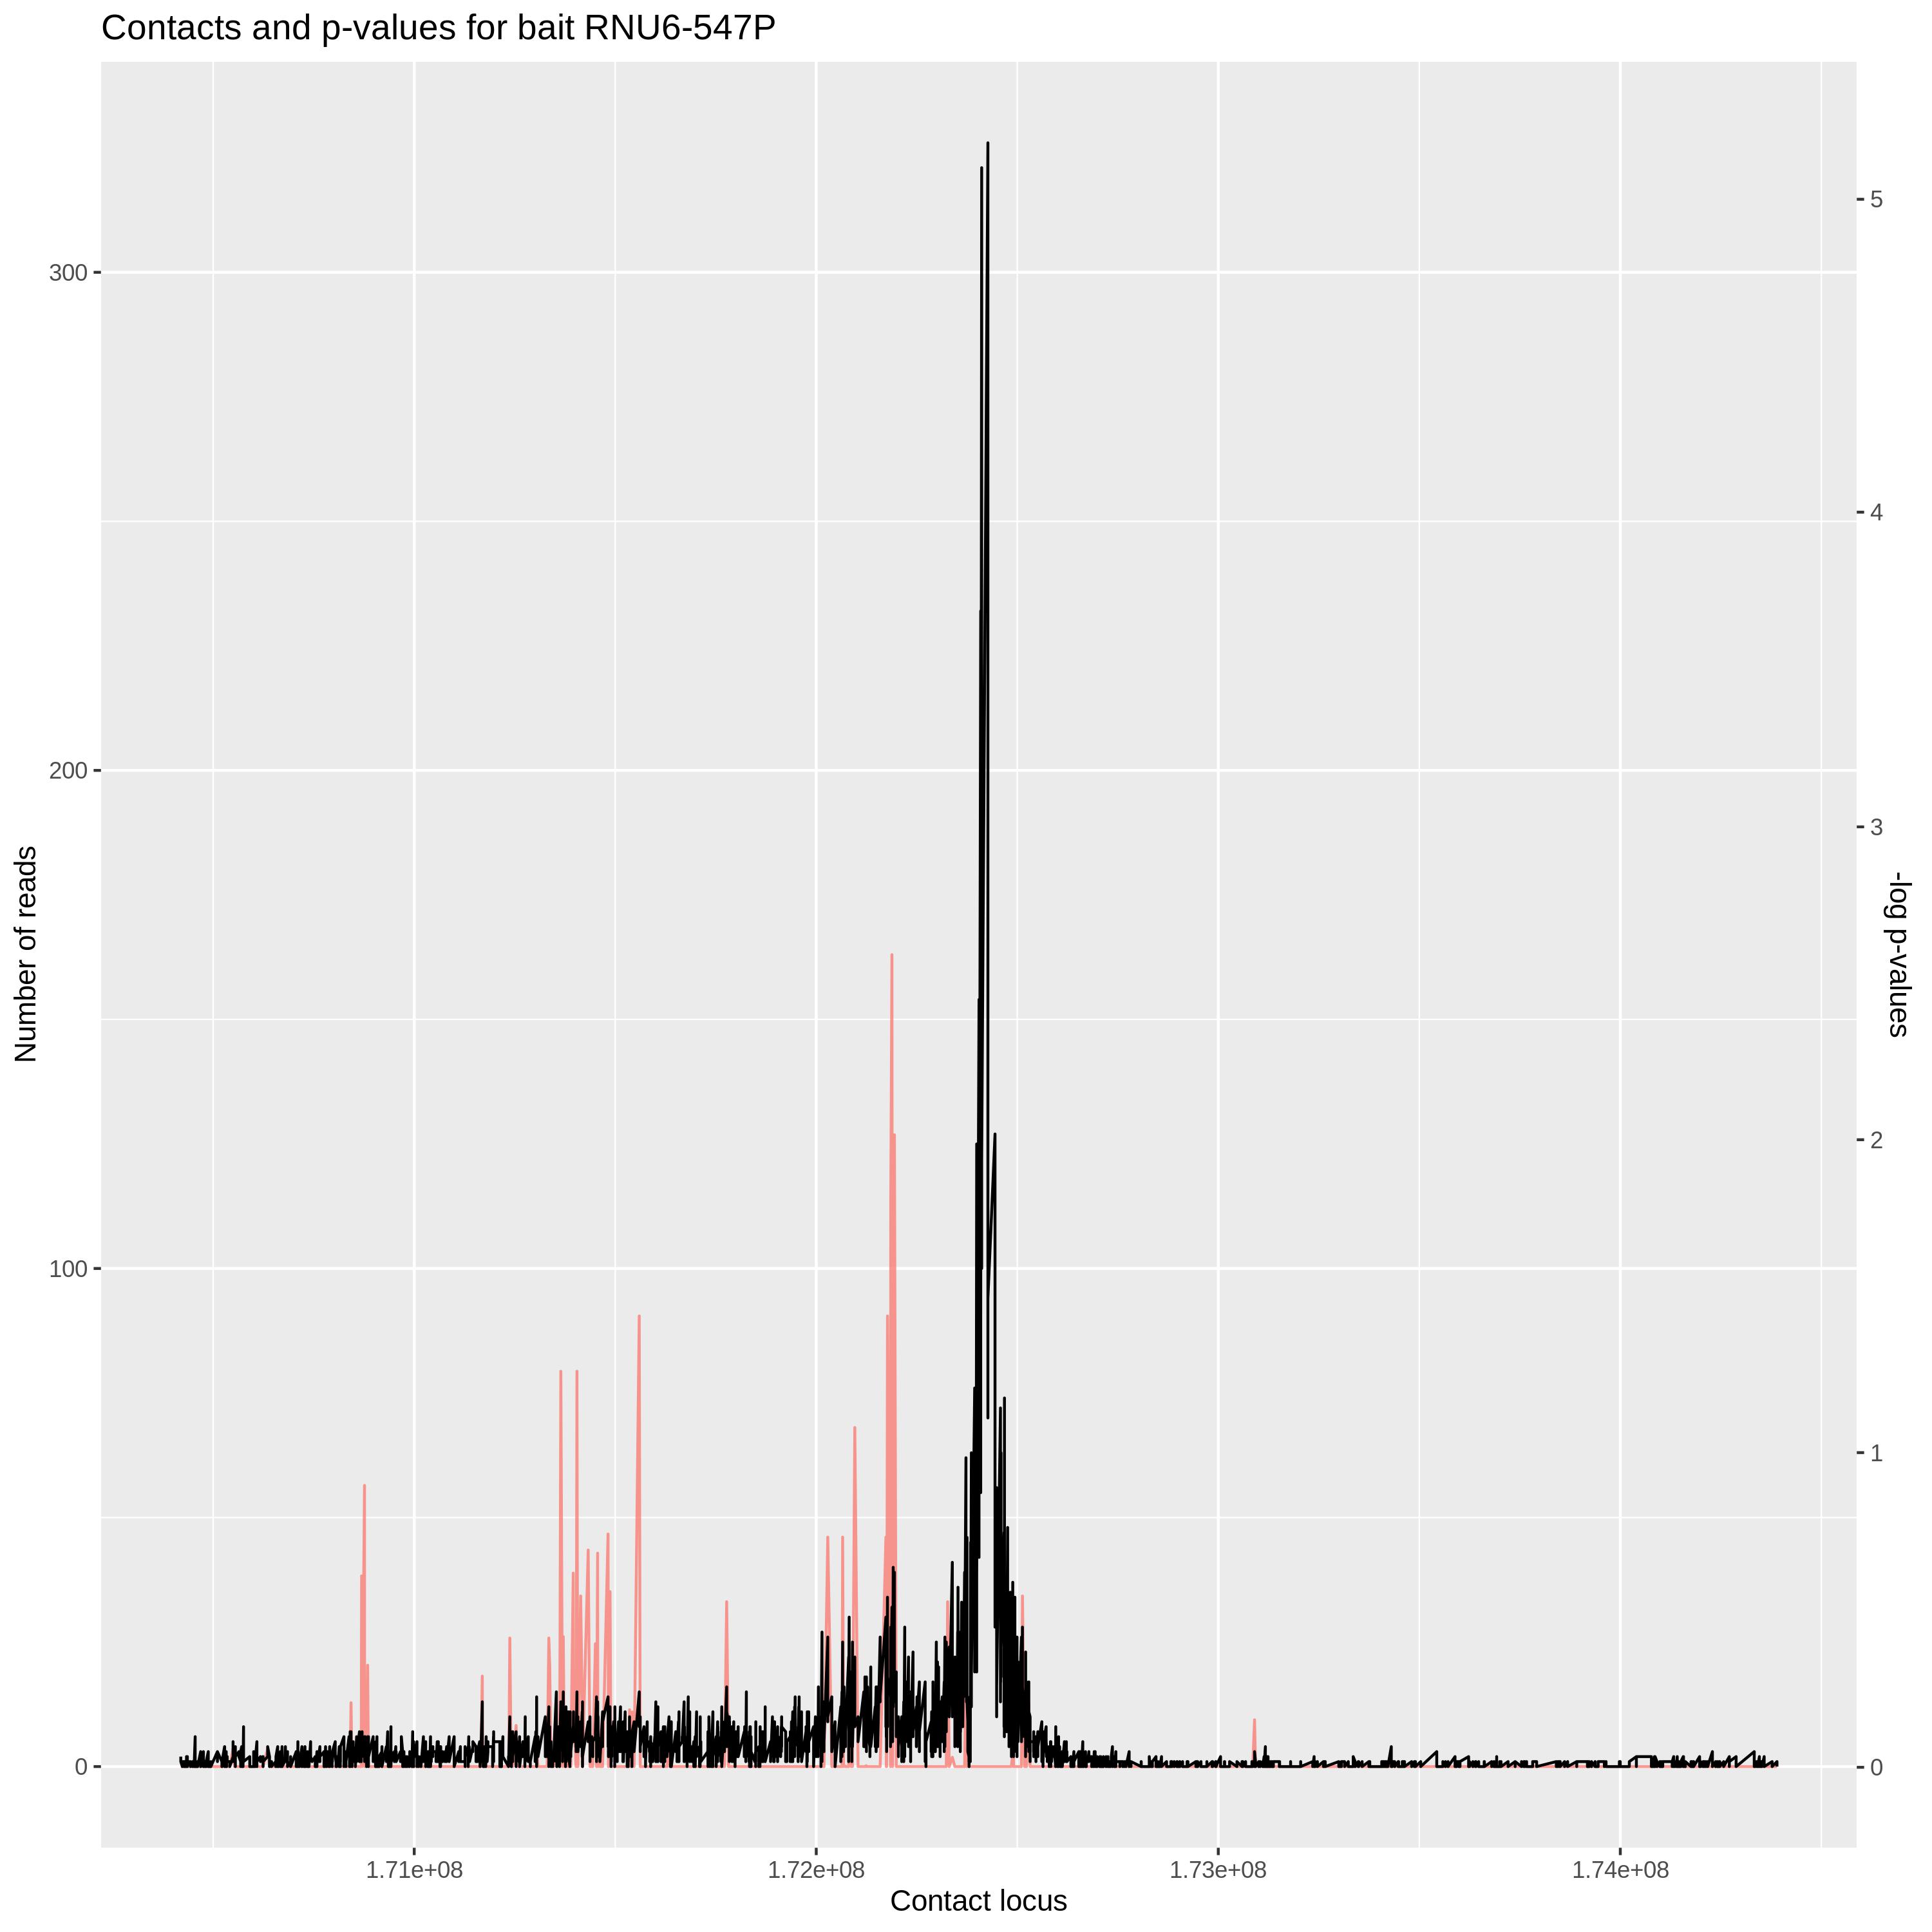 Contacts and p-values for bait RNU6-547P
300
200
100
0
Number of reads
5
4
3
2
1
0
-log p-values
1.71e+08
1.72e+08
1.73e+08
1.74e+08
Contact locus